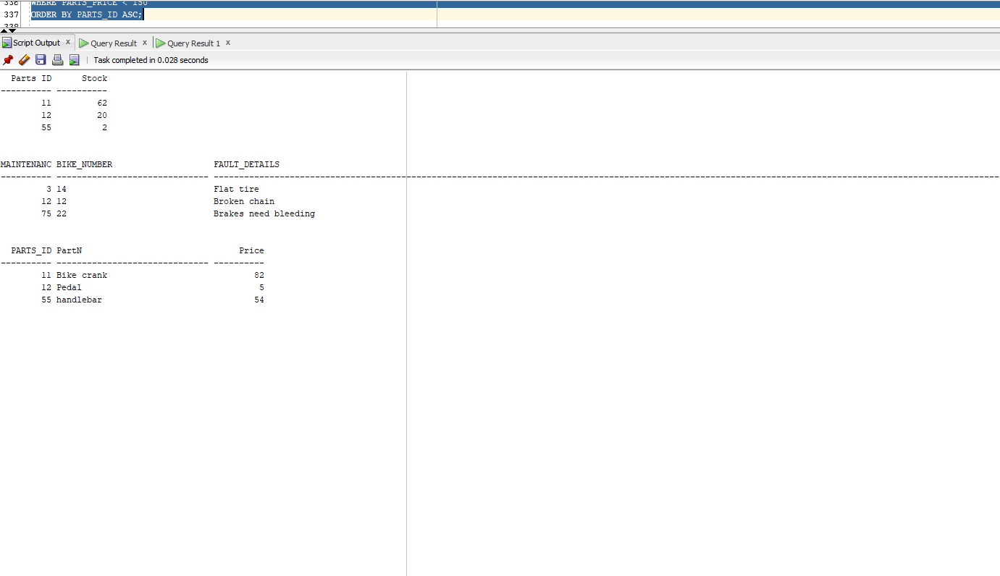 336 WHERE PARTS_PRICE < 150
337 ORDER BY PARTS_ID ASC;
338
Script Output x Query Result x Query Result 1 x
Task completed in 0.028 seconds
Parts ID Stock
---------- ----------
11 62
12 20
55 2
MAINTENANC BIKE_NUMBER FAULT_DETAILS
---------- ------------------------------ --------------------------------------------------------------------------------
3 14 Flat tire
12 12 Broken chain
75 22 Brakes need bleeding
PARTS_ID PartN Price
---------- ------------------------------ ----------
11 Bike crank 82
12 Pedal 5
55 handlebar 54